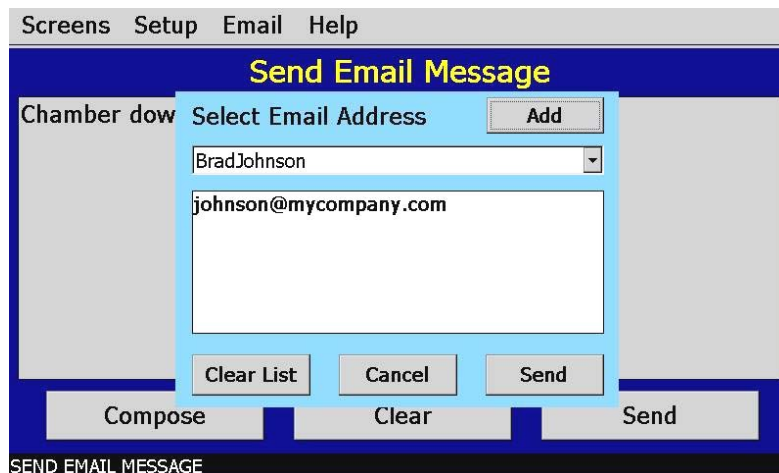 Screens Setup Email Help
Send Email Message
Chamber dow
Select Email Address Add
BradJohnson
johnson@mycompany.com
Clear List Cancel Send
Compose Clear Send
SEND EMAIL MESSAGE